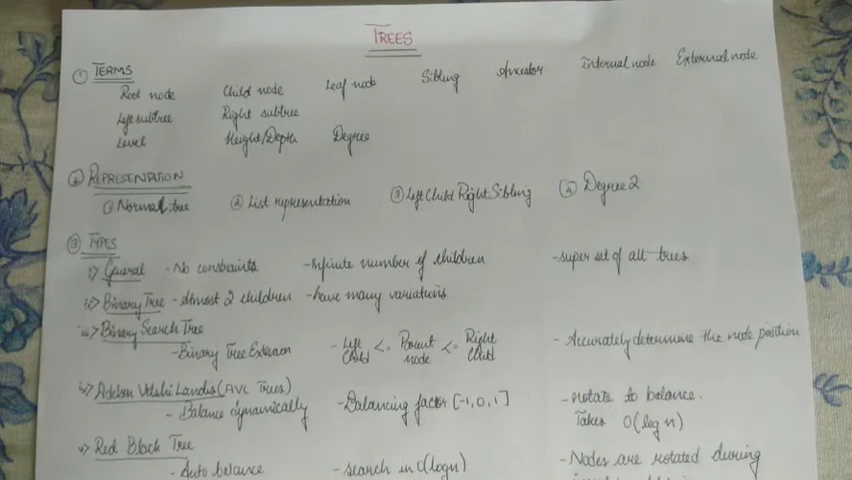 TREES
① TERMS
Root node Child node Leaf node Sibling Ancestor Internal node External node
Left subtree Right subtree
Level Height/Depth Degree
② REPRESENTATION
① Normal tree ② List representation ③ Left Child Right Sibling ④ Degree 2
③ TYPES
i) General - No constraints - Infinite number of children - super set of all trees
ii) Binary Tree - almost 2 children - have many variations
iii) Binary Search Tree
- Binary Tree Extension - Left Child <= Parent node <= Right Child - Accurately determine the node position
iv) Adelson Velshi Landis (AVL Trees)
- Balance dynamically - Balancing factor [-1, 0, 1] - rotate to balance.
Takes O(log n)
v) Red Black Tree
- Auto balance - search in O(logn) - Nodes are rotated during